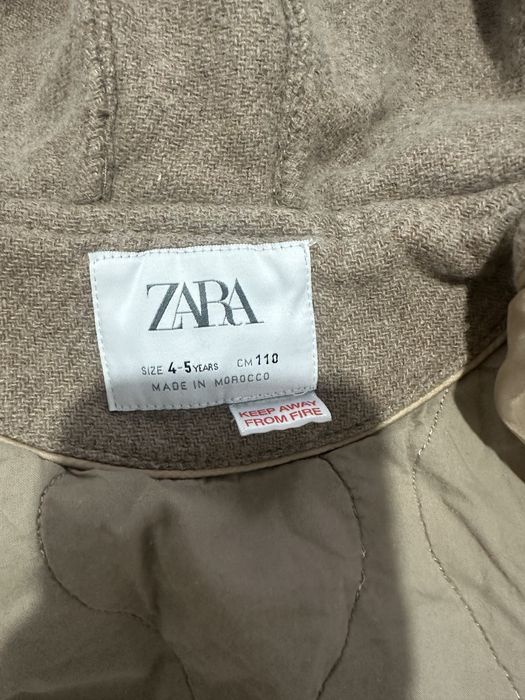 ZARA
SIZE 4-5 YEARS CM 110
MADE IN MOROCCO
KEEP AWAY
FROM FIRE